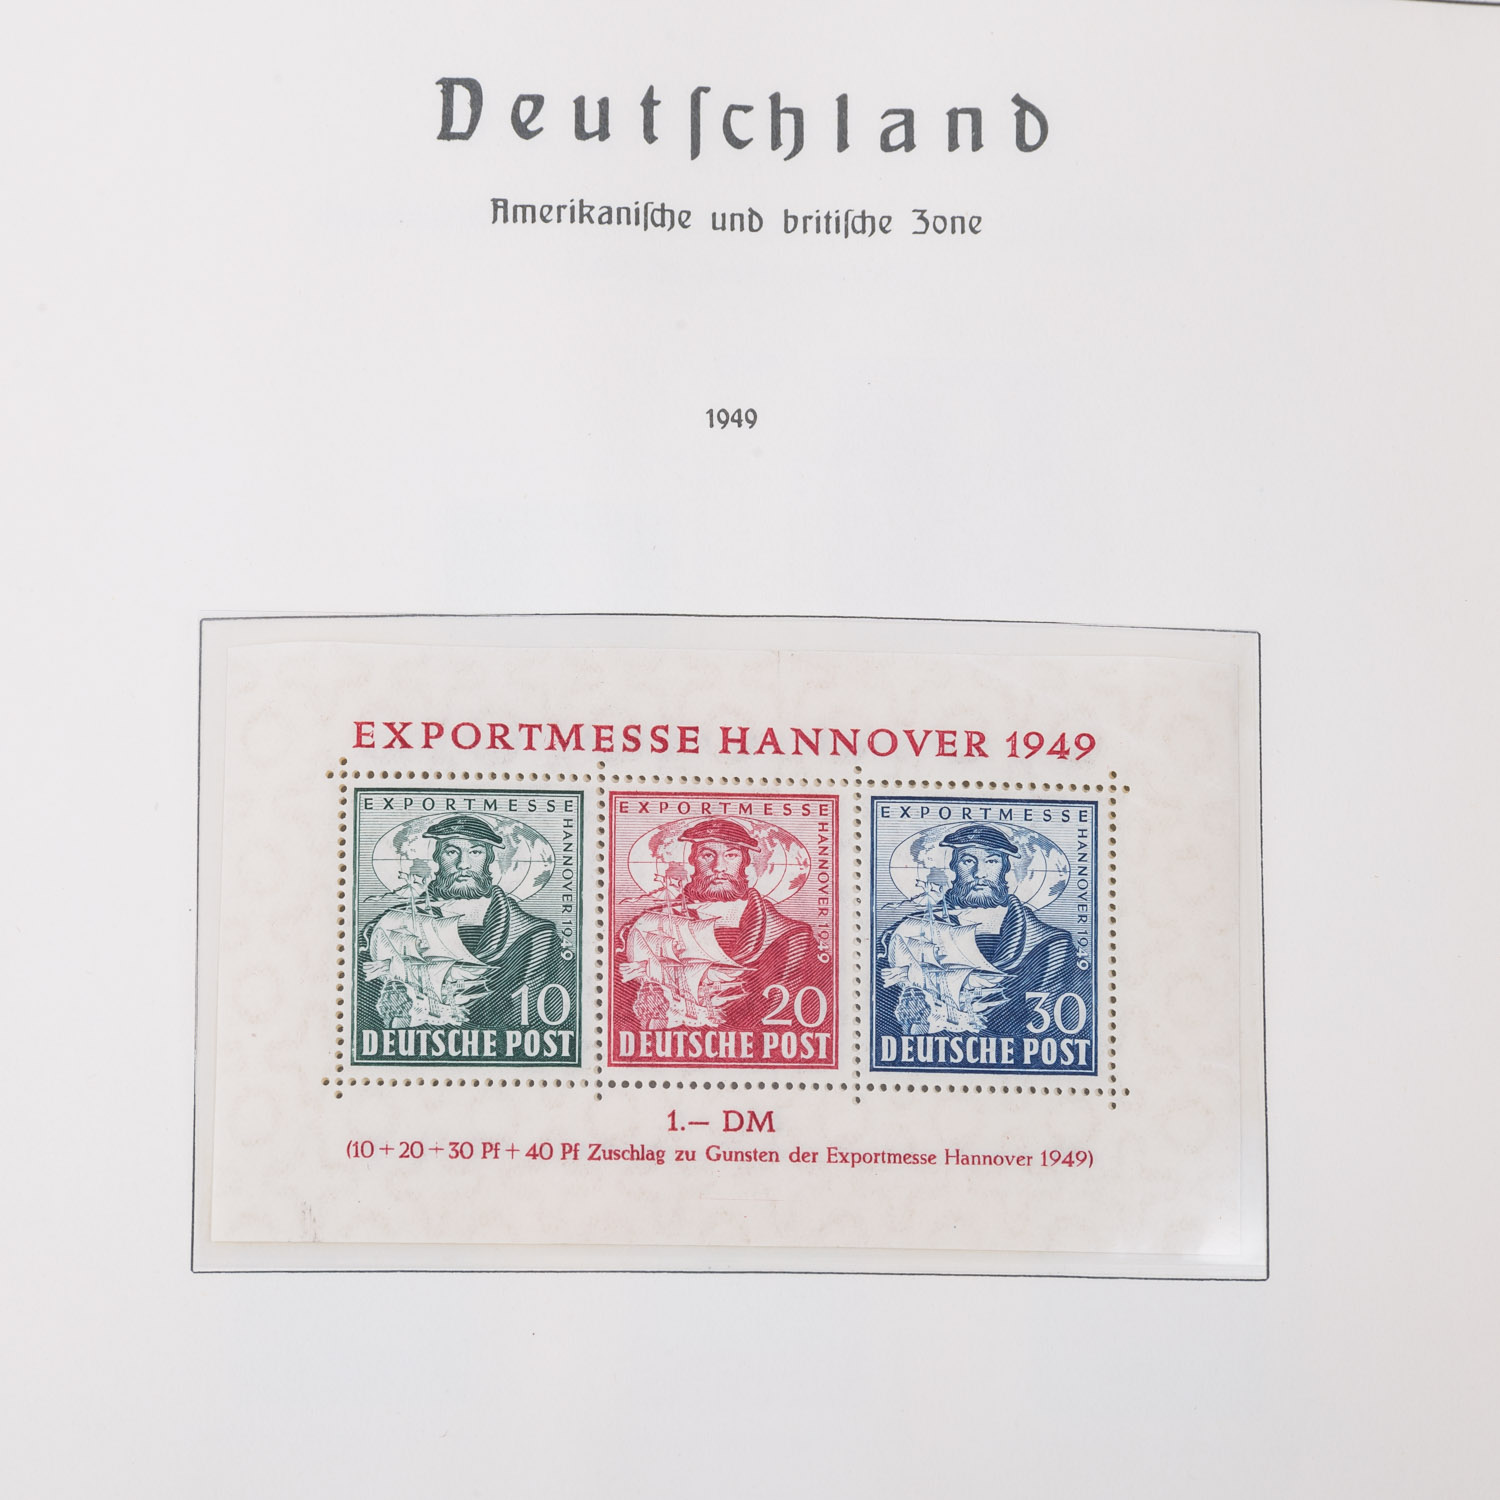 Deutſchland
Amerikaniſche und britiſche Zone
1949
EXPORTMESSE HANNOVER 1949
EXPORTMESSE
HANNOVER 1949
10
DEUTSCHE POST
EXPORTMESSE
HANNOVER 1949
20
DEUTSCHE POST
EXPORTMESSE
HANNOVER 1949
30
DEUTSCHE POST
1.— DM
(10+20+30 Pf+40 Pf Zuschlag zu Gunsten der Exportmesse Hannover 1949)